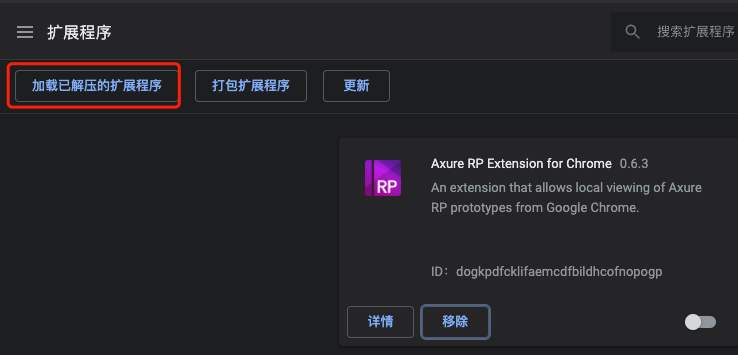 扩展程序
搜索扩展程序
加载已解压的扩展程序
打包扩展程序
更新
RP
Axure RP Extension for Chrome 0.6.3
An extension that allows local viewing of Axure
RP prototypes from Google Chrome.
ID：dogkpdfcklifaemcdfbildhcofnopogp
详情
移除